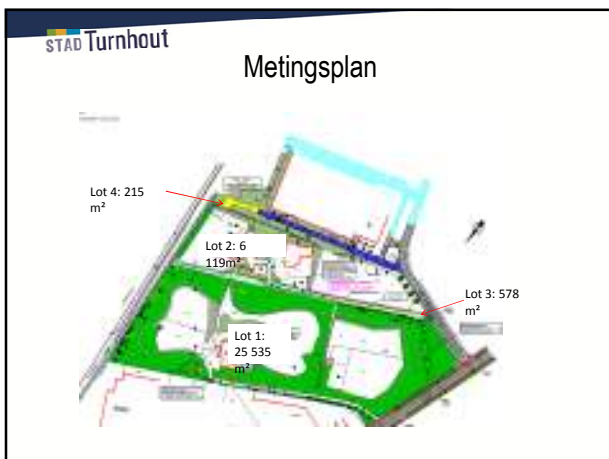 STAD Turnhout
Metingsplan
Lot 4: 215
m²
Lot 2: 6
119m²
Lot 3: 578
m²
Lot 1:
25 535
m²